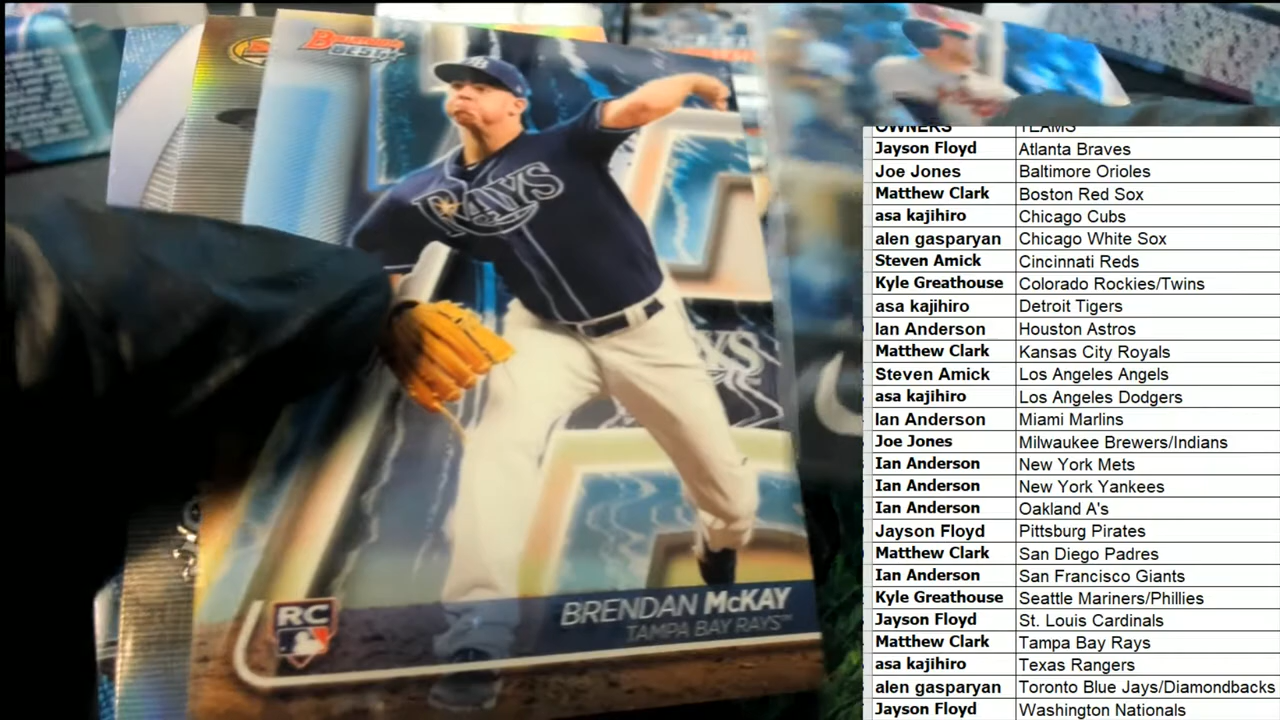 BOWMAN'S
BEST
TB
RAYS
RC
BRENDAN McKAY
TAMPA BAY RAYS™
OWNERS TEAMS
Jayson Floyd Atlanta Braves
Joe Jones Baltimore Orioles
Matthew Clark Boston Red Sox
asa kajihiro Chicago Cubs
alen gasparyan Chicago White Sox
Steven Amick Cincinnati Reds
Kyle Greathouse Colorado Rockies/Twins
asa kajihiro Detroit Tigers
Ian Anderson Houston Astros
Matthew Clark Kansas City Royals
Steven Amick Los Angeles Angels
asa kajihiro Los Angeles Dodgers
Ian Anderson Miami Marlins
Joe Jones Milwaukee Brewers/Indians
Ian Anderson New York Mets
Ian Anderson New York Yankees
Ian Anderson Oakland A's
Jayson Floyd Pittsburg Pirates
Matthew Clark San Diego Padres
Ian Anderson San Francisco Giants
Kyle Greathouse Seattle Mariners/Phillies
Jayson Floyd St. Louis Cardinals
Matthew Clark Tampa Bay Rays
asa kajihiro Texas Rangers
alen gasparyan Toronto Blue Jays/Diamondbacks
Jayson Floyd Washington Nationals